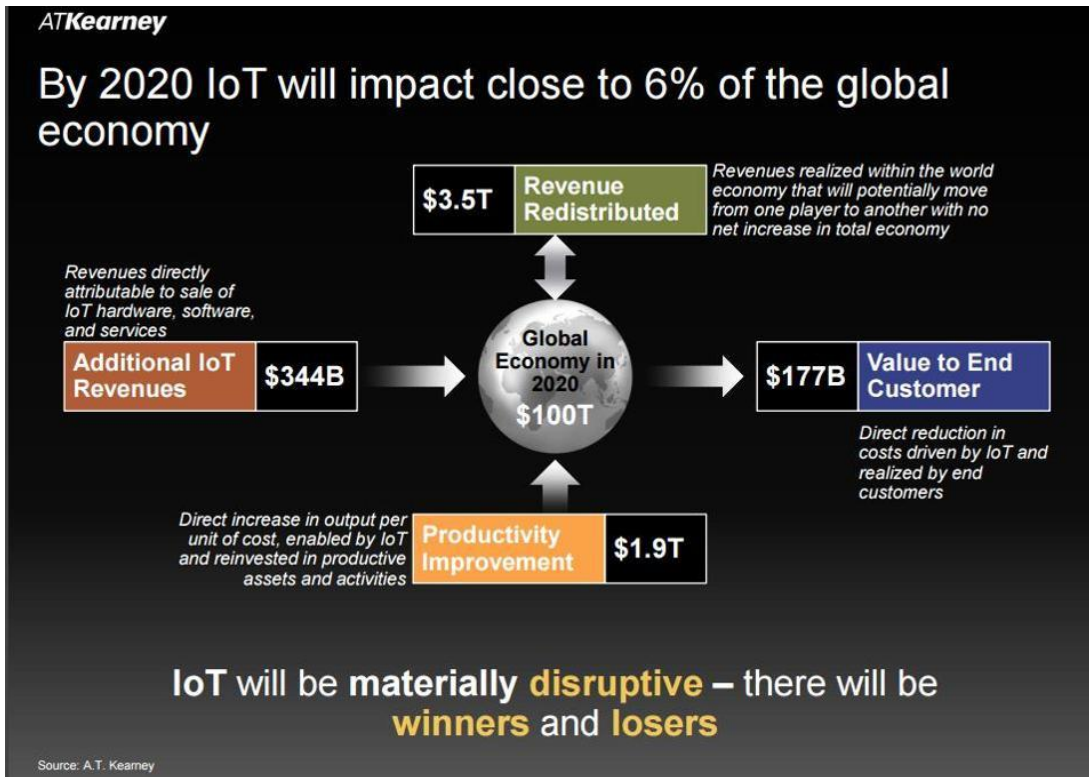 ATKearney
By 2020 IoT will impact close to 6% of the global
economy
$3.5T
Revenue
Redistributed
Revenues realized within the world
economy that will potentially move
from one player to another with no
net increase in total economy
Revenues directly
attributable to sale of
IoT hardware, software,
and services
Additional IoT
Revenues
$344B
Global
Economy in
2020
$100T
$177B
Value to End
Customer
Direct reduction in
costs driven by IoT and
realized by end
customers
Direct increase in output per
unit of cost, enabled by IoT
and reinvested in productive
assets and activities
Productivity
Improvement
$1.9T
IoT will be materially disruptive – there will be
winners and losers
Source: A.T. Kearney